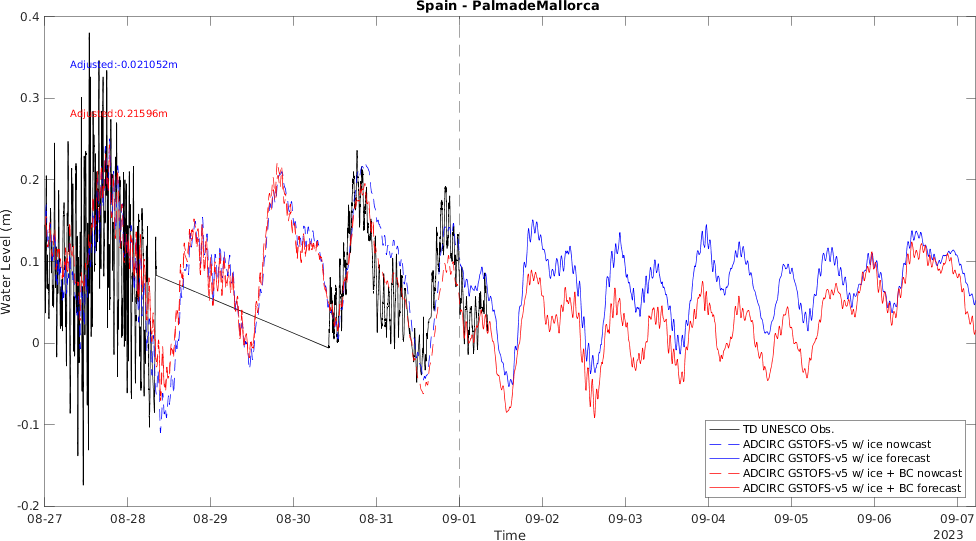 Spain - PalmadeMallorca
0.4
0.3
0.2
0.1
0
-0.1
-0.2
Water Level (m)
Adjusted:-0.021052m
Adjusted:0.21596m
TD UNESCO Obs.
ADCIRC GSTOFS-v5 w/ ice nowcast
ADCIRC GSTOFS-v5 w/ ice forecast
ADCIRC GSTOFS-v5 w/ ice + BC nowcast
ADCIRC GSTOFS-v5 w/ ice + BC forecast
08-27 08-28 08-29 08-30 08-31 09-01 09-02 09-03 09-04 09-05 09-06 09-07
Time
2023